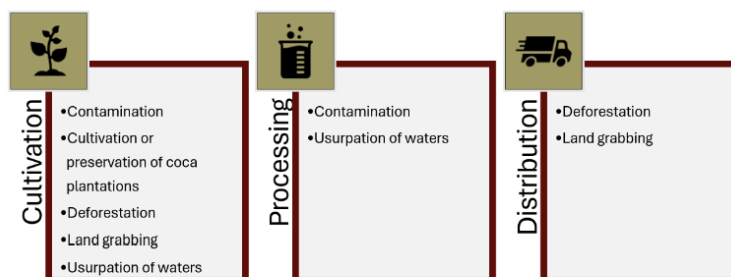 Cultivation
•Contamination
•Cultivation or
preservation of coca
plantations
•Deforestation
•Land grabbing
•Usurpation of waters
Processing
•Contamination
•Usurpation of waters
Distribution
•Deforestation
•Land grabbing